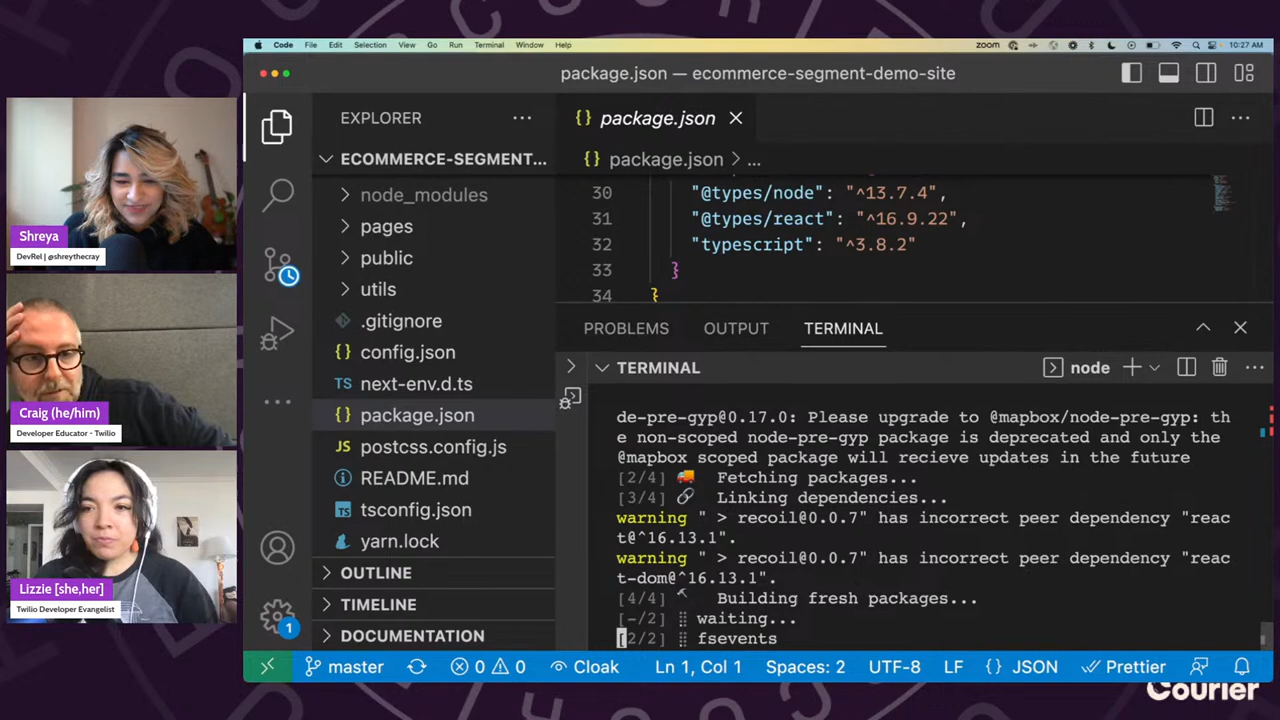 Code File Edit Selection View Go Run Terminal Window Help zoom 10:27 AM
package.json — ecommerce-segment-demo-site
EXPLORER
ECOMMERCE-SEGMENT...
node_modules
pages
public
utils
.gitignore
config.json
next-env.d.ts
package.json
postcss.config.js
README.md
tsconfig.json
yarn.lock
OUTLINE
TIMELINE
DOCUMENTATION
1
package.json
package.json > ...
30 "@types/node": "^13.7.4",
31 "@types/react": "^16.9.22",
32 "typescript": "^3.8.2"
33 }
34 }
PROBLEMS OUTPUT TERMINAL
TERMINAL node
de-pre-gyp@0.17.0: Please upgrade to @mapbox/node-pre-gyp: th
e non-scoped node-pre-gyp package is deprecated and only the
@mapbox scoped package will recieve updates in the future
[2/4] 🚚 Fetching packages...
[3/4] 🔗 Linking dependencies...
warning " > recoil@0.0.7" has incorrect peer dependency "reac
t@^16.13.1".
warning " > recoil@0.0.7" has incorrect peer dependency "reac
t-dom@^16.13.1".
[4/4] 🔨 Building fresh packages...
[-/2] ⣿ waiting...
[2/2] ⣿ fsevents
master 0 0 Cloak Ln 1, Col 1 Spaces: 2 UTF-8 LF {} JSON Prettier
Shreya
DevRel | @shreythecray
Craig (he/him)
Developer Educator - Twilio
Lizzie [she,her]
Twilio Developer Evangelist
Courier